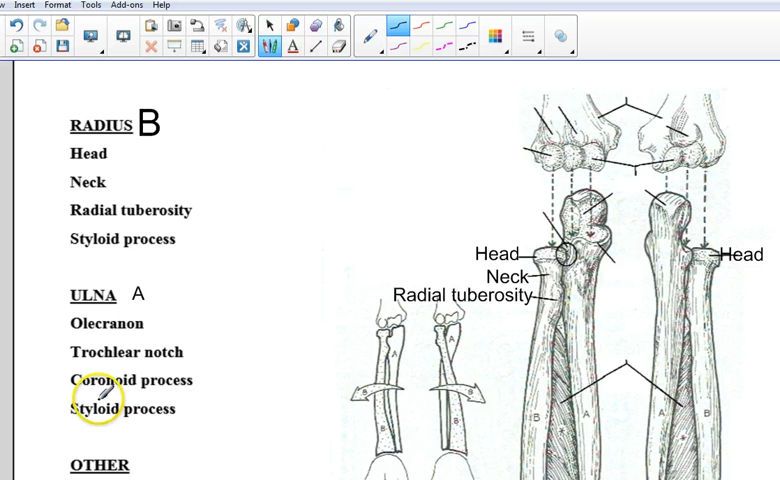 Insert Format Tools Add-ons Help
RADIUS B
Head
Neck
Radial tuberosity
Styloid process
ULNA A
Olecranon
Trochlear notch
Coronoid process
Styloid process
OTHER
Head
Neck
Radial tuberosity
Head
A
A
B
B
B
A
A
B